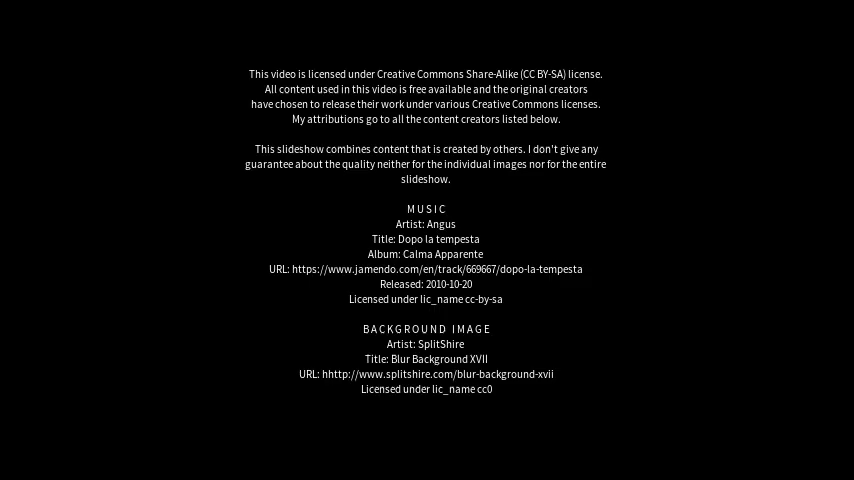 This video is licensed under Creative Commons Share-Alike (CC BY-SA) license.
All content used in this video is free available and the original creators
have chosen to release their work under various Creative Commons licenses.
My attributions go to all the content creators listed below.
This slideshow combines content that is created by others. I don't give any
guarantee about the quality neither for the individual images nor for the entire
slideshow.
MUSIC
Artist: Angus
Title: Dopo la tempesta
Album: Calma Apparente
URL: https://www.jamendo.com/en/track/669667/dopo-la-tempesta
Released: 2010-10-20
Licensed under lic_name cc-by-sa
BACKGROUND IMAGE
Artist: SplitShire
Title: Blur Background XVII
URL: hhttp://www.splitshire.com/blur-background-xvii
Licensed under lic_name cc0